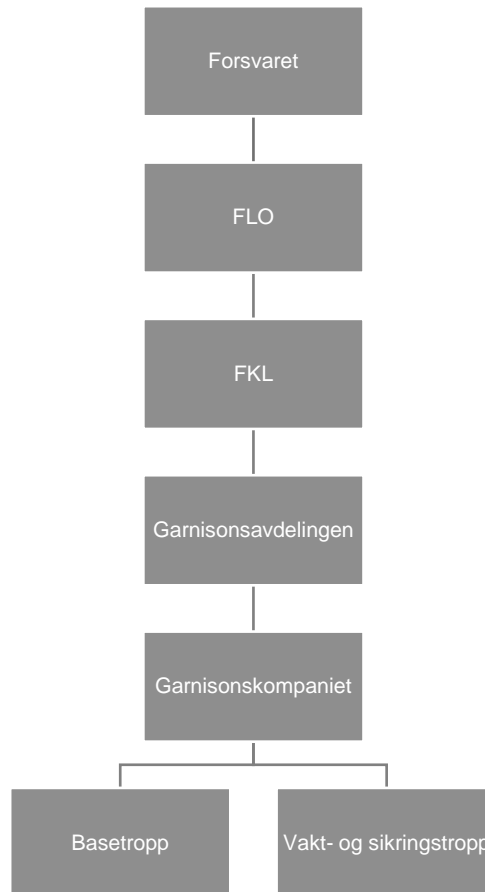 Forsvaret
FLO
FKL
Garnisonsavdelingen
Garnisonskompaniet
Basetropp
Vakt- og sikringstropp